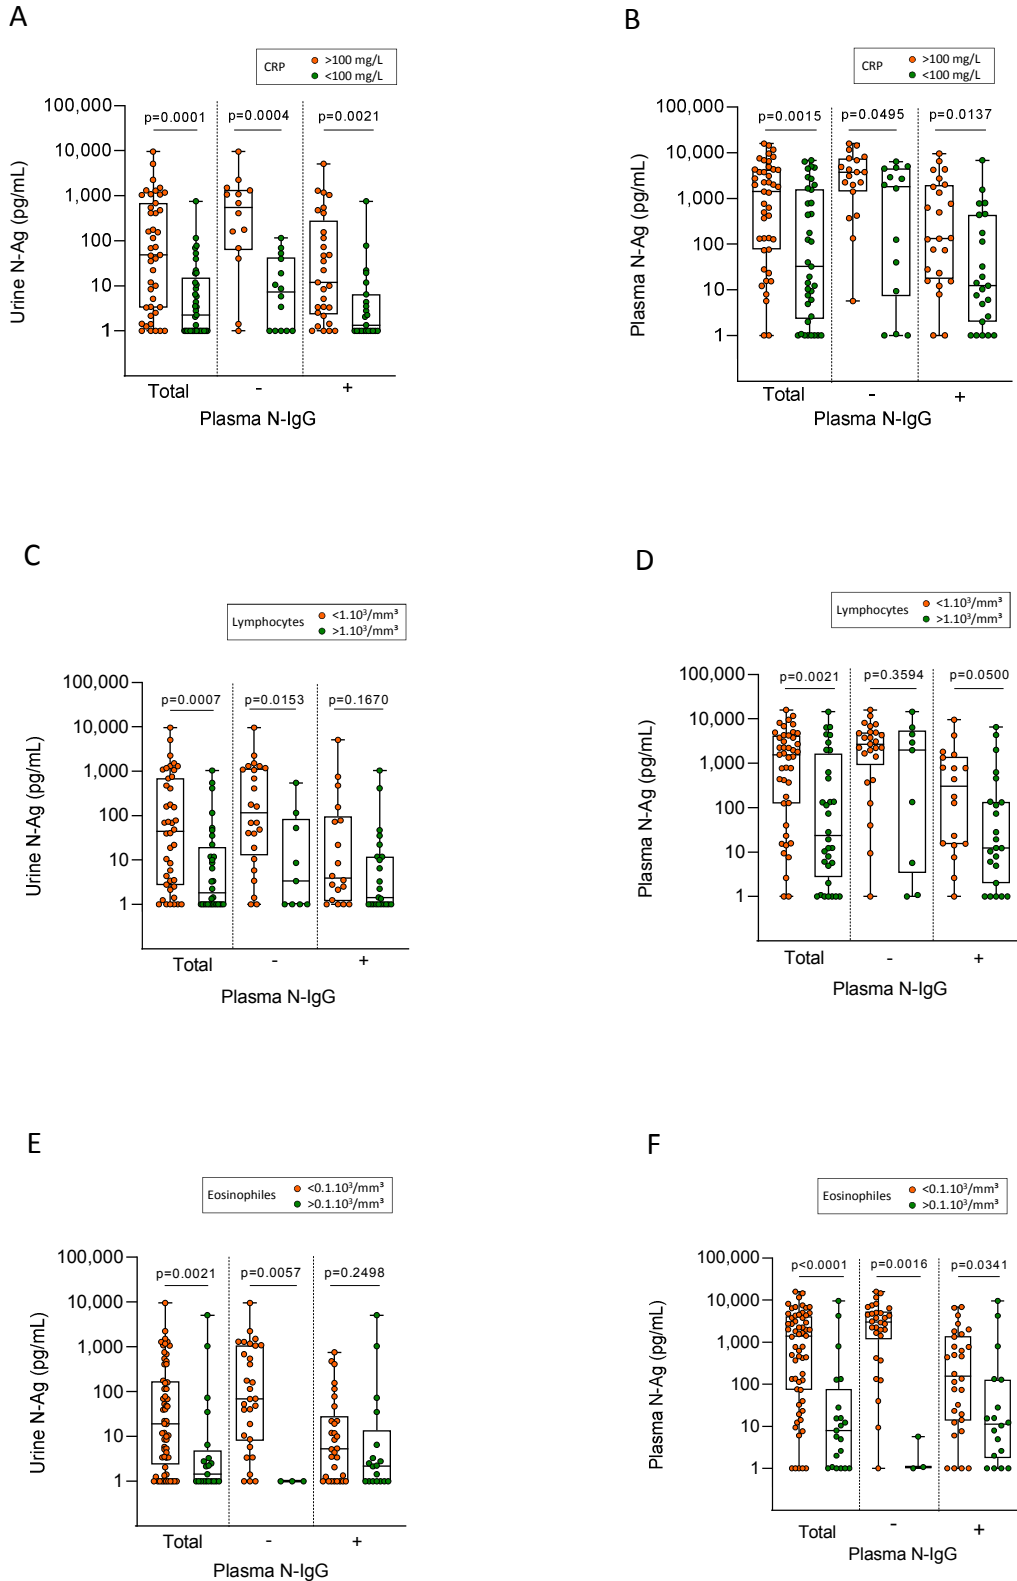 A
CRP
>100 mg/L
<100 mg/L
Urine N-Ag (pg/mL)
100,000
10,000
1,000
100
10
1
p=0.0001
p=0.0004
p=0.0021
Total
-
+
Plasma N-IgG
B
CRP
>100 mg/L
<100 mg/L
Plasma N-Ag (pg/mL)
100,000
10,000
1,000
100
10
1
p=0.0015
p=0.0495
p=0.0137
Total
-
+
Plasma N-IgG
C
Lymphocytes
<1.10³/mm³
>1.10³/mm³
Urine N-Ag (pg/mL)
100,000
10,000
1,000
100
10
1
p=0.0007
p=0.0153
p=0.1670
Total
-
+
Plasma N-IgG
D
Lymphocytes
<1.10³/mm³
>1.10³/mm³
Plasma N-Ag (pg/mL)
100,000
10,000
1,000
100
10
1
p=0.0021
p=0.3594
p=0.0500
Total
-
+
Plasma N-IgG
E
Eosinophiles
<0.1.10³/mm³
>0.1.10³/mm³
Urine N-Ag (pg/mL)
100,000
10,000
1,000
100
10
1
p=0.0021
p=0.0057
p=0.2498
Total
-
+
Plasma N-IgG
F
Eosinophiles
<0.1.10³/mm³
>0.1.10³/mm³
Plasma N-Ag (pg/mL)
100,000
10,000
1,000
100
10
1
p<0.0001
p=0.0016
p=0.0341
Total
-
+
Plasma N-IgG